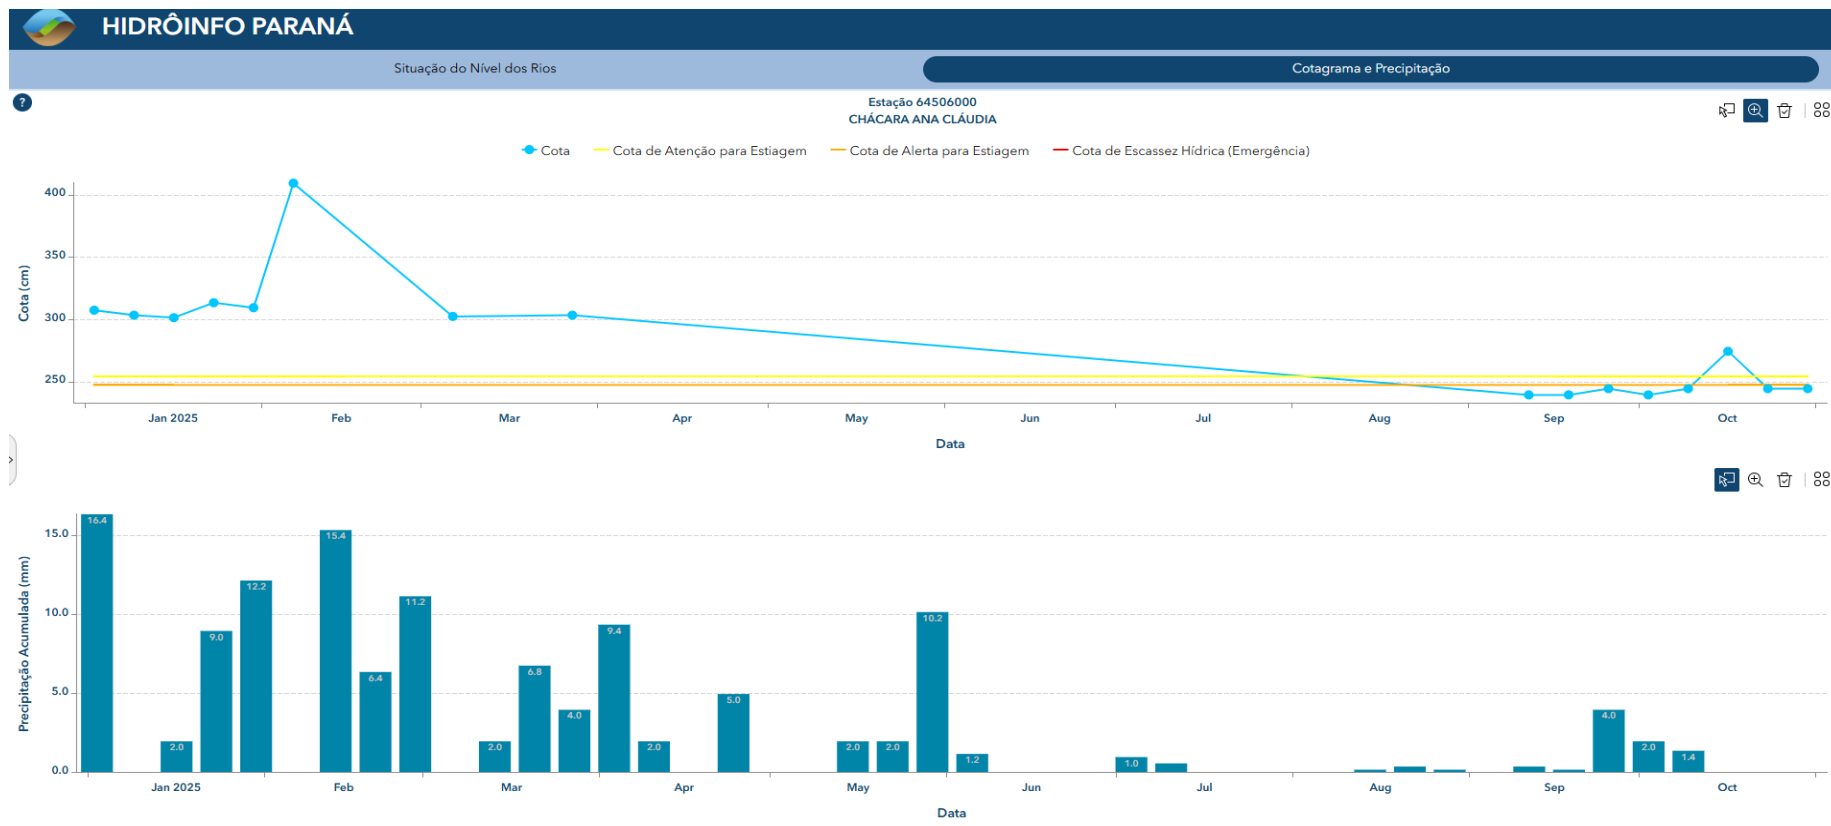 HIDRÔINFO PARANÁ
Situação do Nível dos Rios
Cotagrama e Precipitação
?
Estação 64506000
CHÁCARA ANA CLÁUDIA
Cota
Cota de Atenção para Estiagem
Cota de Alerta para Estiagem
Cota de Escassez Hídrica (Emergência)
Cota (cm)
400
350
300
250
Jan 2025 Feb Mar Apr May Jun Jul Aug Sep Oct
Data
Precipitação Acumulada (mm)
15.0
10.0
5.0
0.0
16.4 2.0 9.0 12.2 15.4 6.4 11.2 2.0 6.8 4.0 9.4 2.0 5.0 2.0 2.0 10.2 1.2 1.0 4.0 2.0 1.4
Jan 2025 Feb Mar Apr May Jun Jul Aug Sep Oct
Data